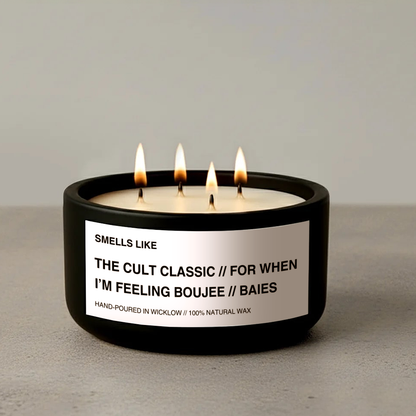 SMELLS LIKE
THE CULT CLASSIC // FOR WHEN
I'M FEELING BOUJEE // BAIES
HAND-POURED IN WICKLOW // 100% NATURAL WAX